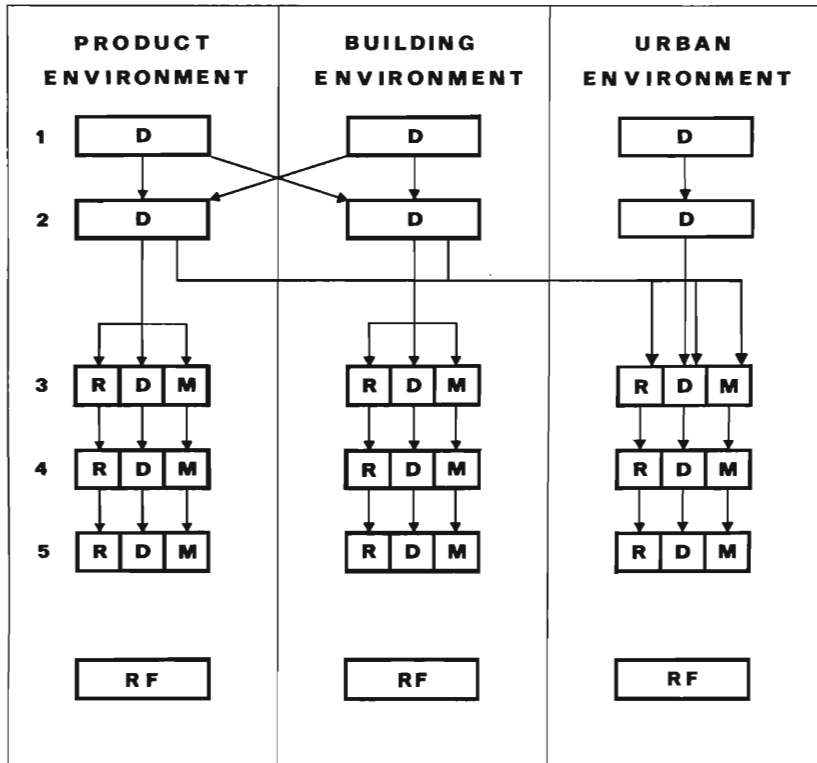 PRODUCT BUILDING URBAN
ENVIRONMENT ENVIRONMENT ENVIRONMENT
1 D D D
2 D D D
3 R D M R D M R D M
4 R D M R D M R D M
5 R D M R D M R D M
RF RF RF